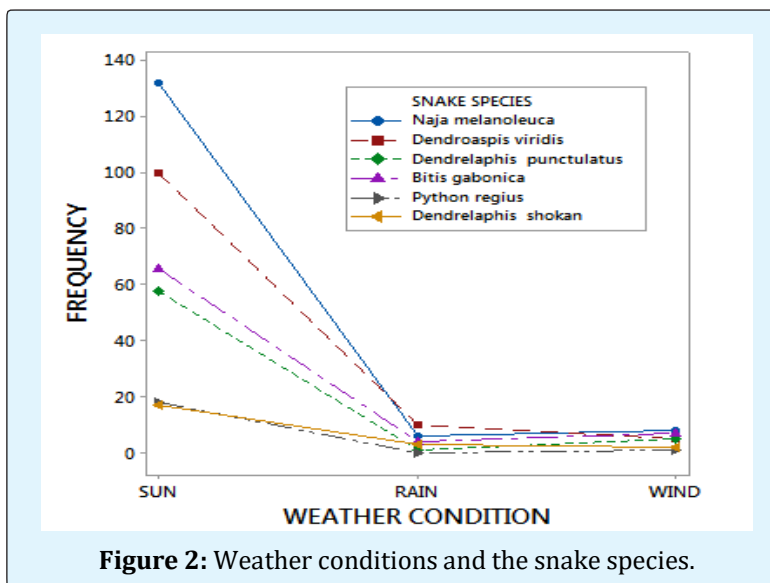 140
120
100
80
60
40
20
0
FREQUENCY
SNAKE SPECIES
Naja melanoleuca
Dendroaspis viridis
Dendrelaphis punctulatus
Bitis gabonica
Python regius
Dendrelaphis shokan
SUN RAIN WIND
WEATHER CONDITION
Figure 2: Weather conditions and the snake species.